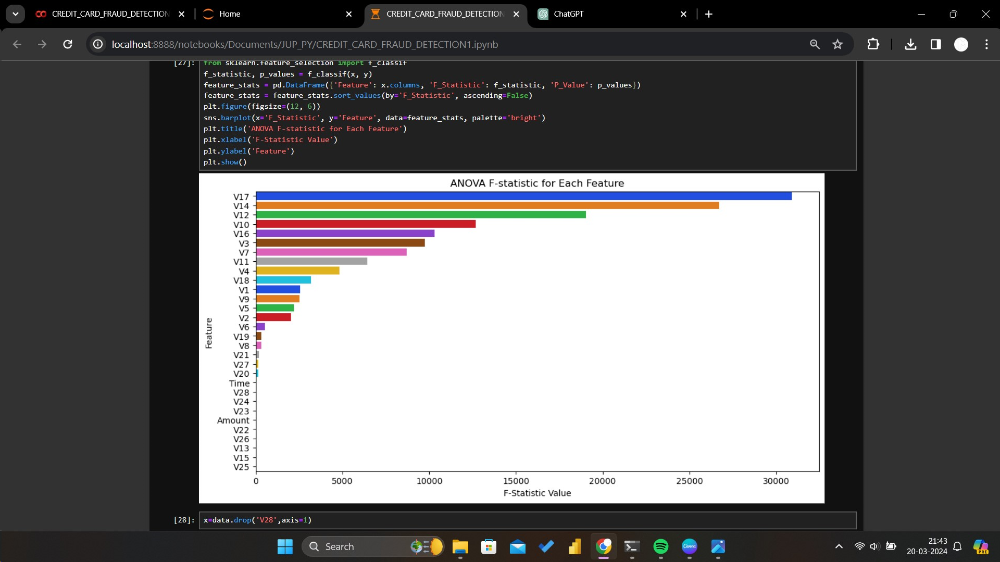 CREDIT_CARD_FRAUD_DETECTION
Home
CREDIT_CARD_FRAUD_DETECTION
ChatGPT
localhost:8888/notebooks/Documents/JUP_PY/CREDIT_CARD_FRAUD_DETECTION1.ipynb
[27]: from sklearn.feature_selection import f_classif
f_statistic, p_values = f_classif(x, y)
feature_stats = pd.DataFrame({'Feature': x.columns, 'F_Statistic': f_statistic, 'P_Value': p_values})
feature_stats = feature_stats.sort_values(by='F_Statistic', ascending=False)
plt.figure(figsize=(12, 6))
sns.barplot(x='F_Statistic', y='Feature', data=feature_stats, palette='bright')
plt.title('ANOVA F-statistic for Each Feature')
plt.xlabel('F-Statistic Value')
plt.ylabel('Feature')
plt.show()
ANOVA F-statistic for Each Feature
Feature
V17
V14
V12
V10
V16
V3
V7
V11
V4
V18
V1
V9
V5
V2
V6
V19
V8
V21
V27
V20
Time
V28
V24
V23
Amount
V22
V26
V13
V15
V25
0 5000 10000 15000 20000 25000 30000
F-Statistic Value
[28]: x=data.drop('V28',axis=1)
Search
Canva
21:43
20-03-2024
PRE